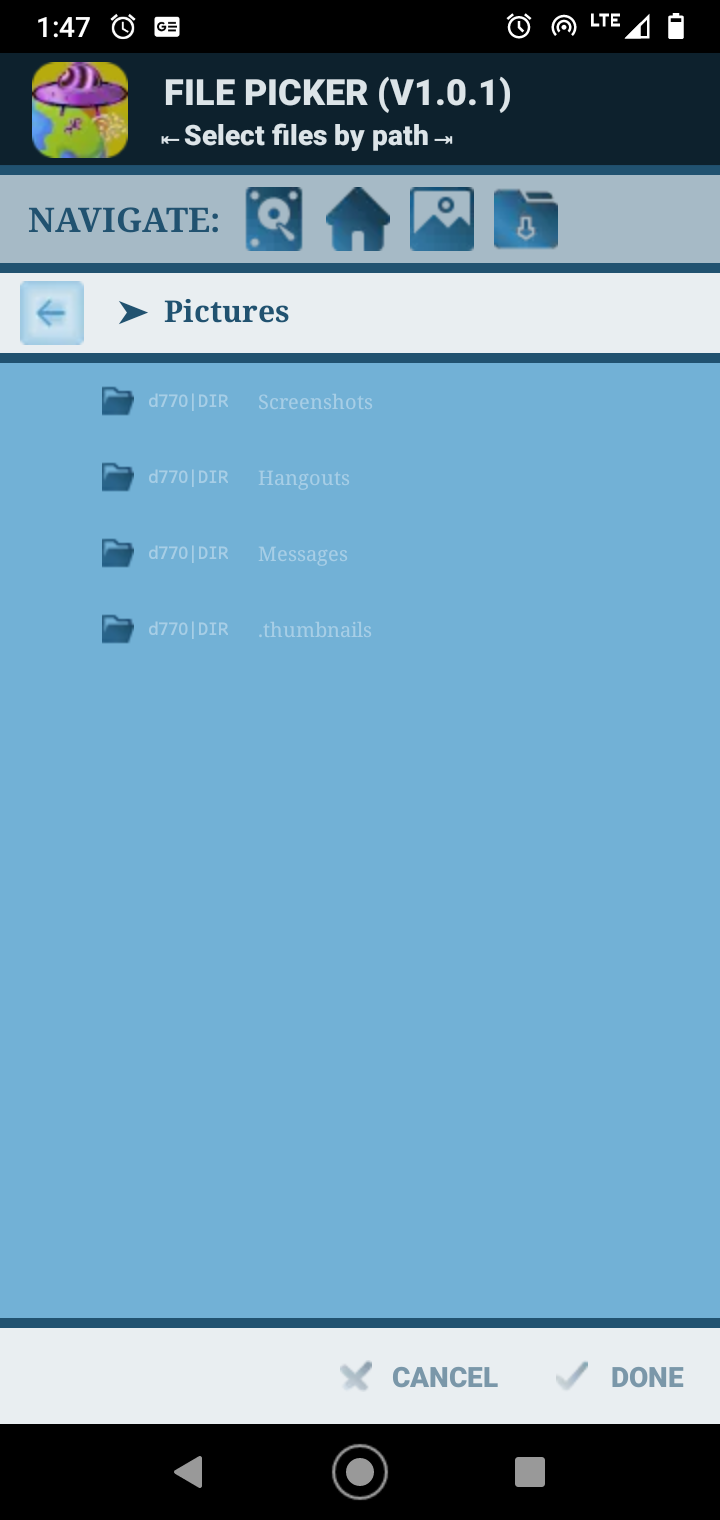 1:47
LTE
FILE PICKER (V1.0.1)
⇤ Select files by path ⇥
NAVIGATE:
➤ Pictures
d770|DIR Screenshots
d770|DIR Hangouts
d770|DIR Messages
d770|DIR .thumbnails
CANCEL DONE